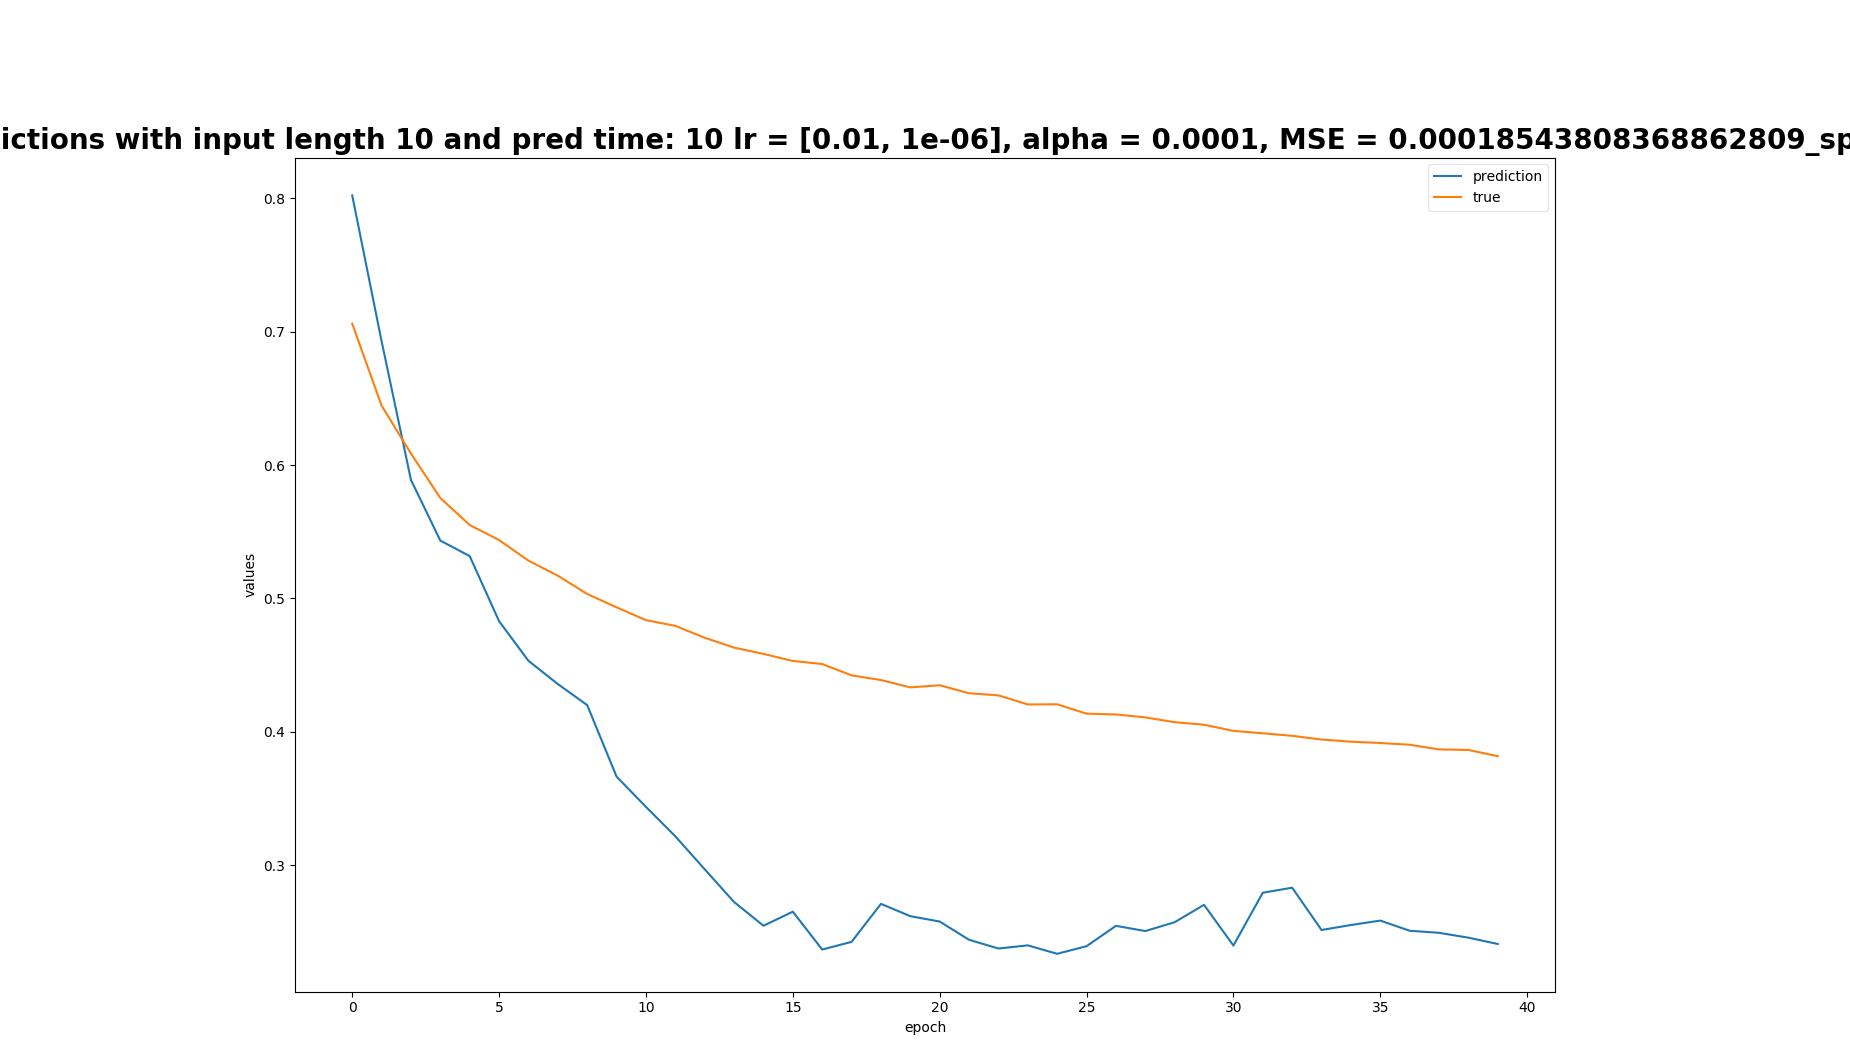 ictions with input length 10 and pred time: 10 lr = [0.01, 1e-06], alpha = 0.0001, MSE = 0.00018543808368862809_sp
prediction
true
0.8
0.7
0.6
0.5
0.4
0.3
values
0 5 10 15 20 25 30 35 40
epoch